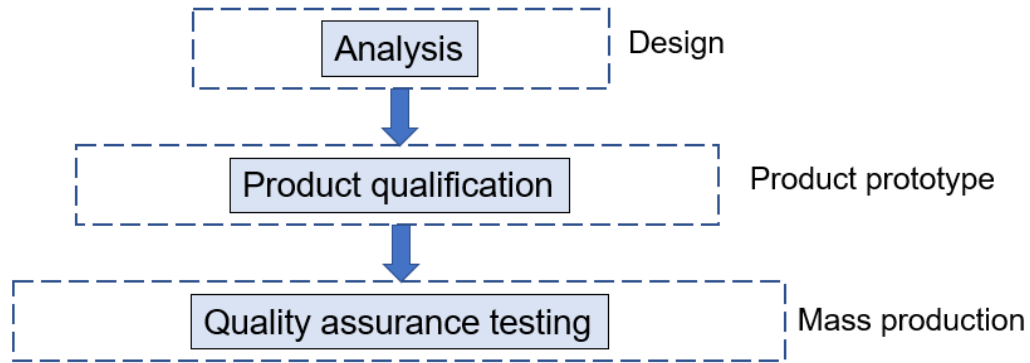 Analysis
Design
Product qualification
Product prototype
Quality assurance testing
Mass production